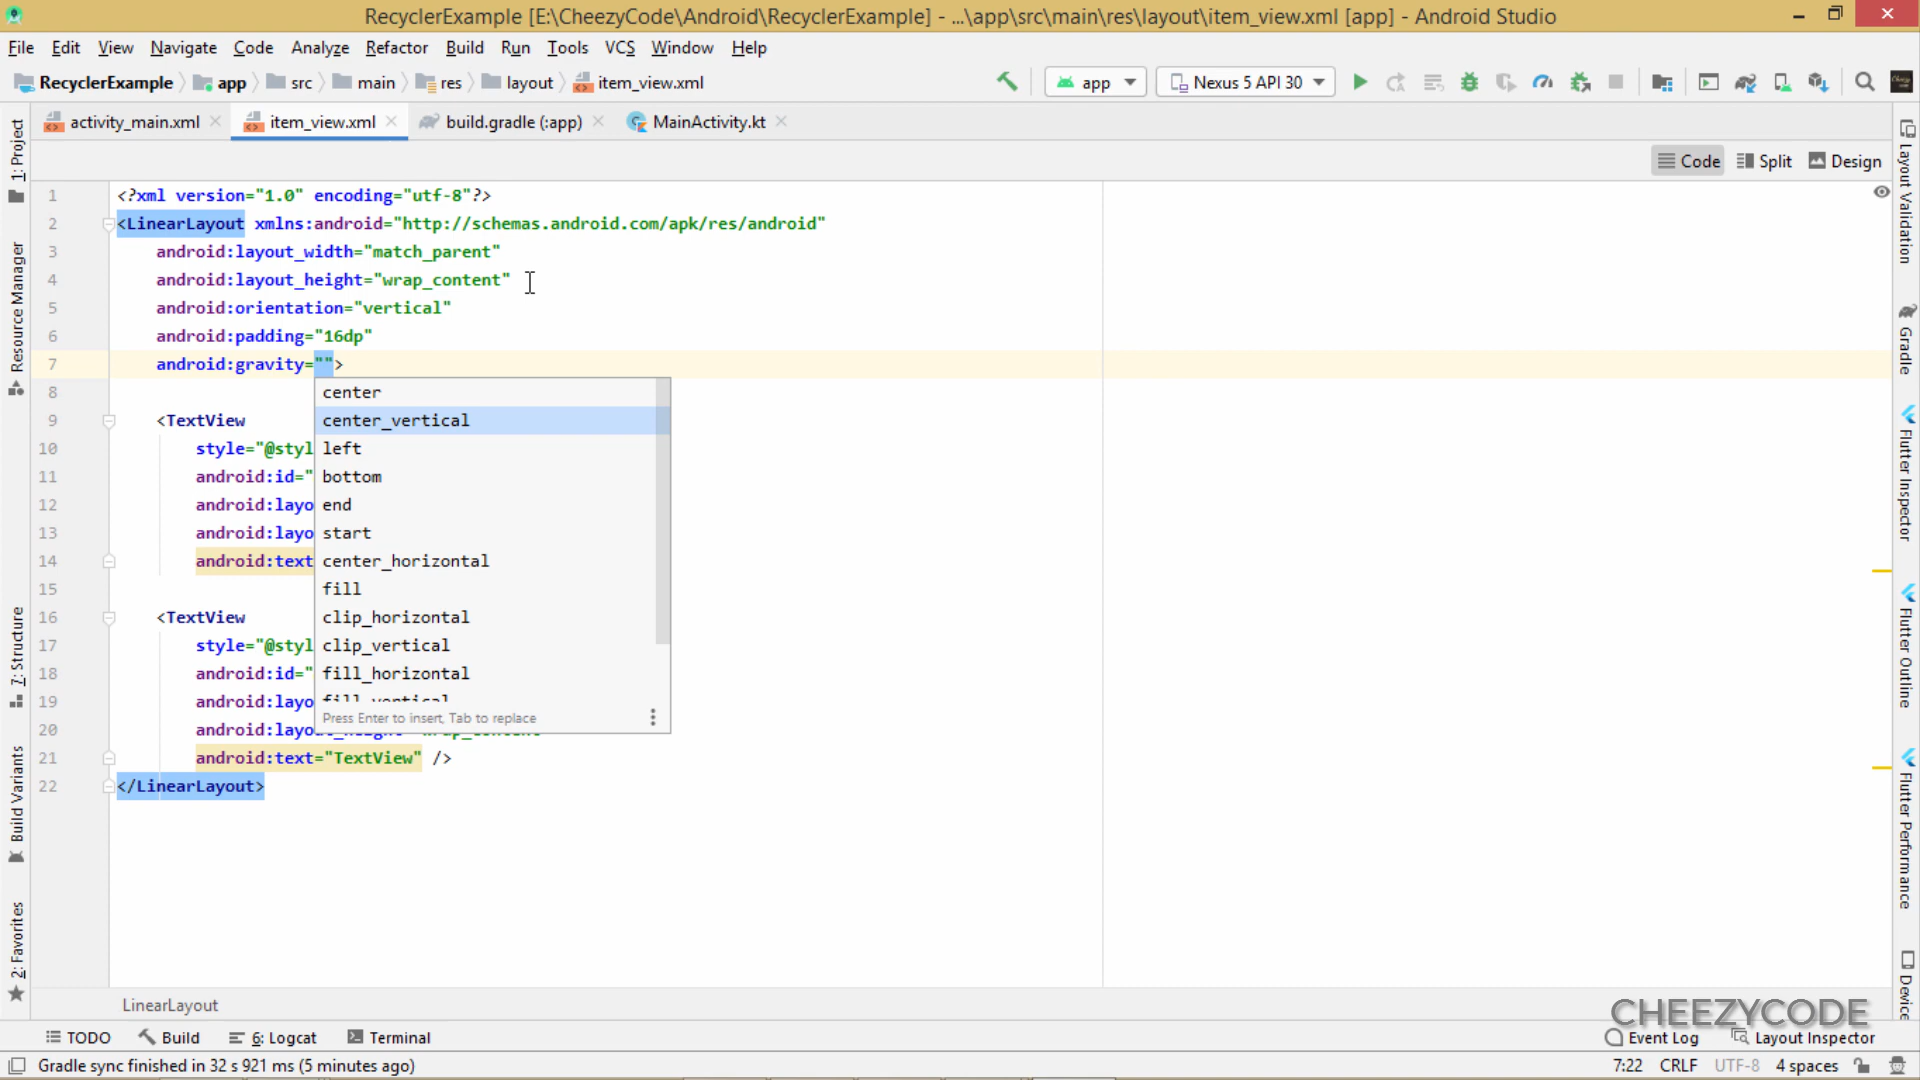 RecyclerExample [E:\CheezyCode\Android\RecyclerExample] - ...\app\src\main\res\layout\item_view.xml [app] - Android Studio
File Edit View Navigate Code Analyze Refactor Build Run Tools VCS Window Help
RecyclerExample app src main res layout item_view.xml app Nexus 5 API 30
activity_main.xml item_view.xml build.gradle (:app) MainActivity.kt
Code Split Design
1 <?xml version="1.0" encoding="utf-8"?>
2 <LinearLayout xmlns:android="http://schemas.android.com/apk/res/android"
3 android:layout_width="match_parent"
4 android:layout_height="wrap_content"
5 android:orientation="vertical"
6 android:padding="16dp"
7 android:gravity="">
8 center
9 <TextView center_vertical
10 style="@styl left
11 android:id=" bottom
12 android:layo end
13 android:layo start
14 android:text center_horizontal
15 fill
16 <TextView clip_horizontal
17 style="@styl clip_vertical
18 android:id=" fill_horizontal
19 android:layo fill_vertical
Press Enter to insert, Tab to replace
20 android:layout_height="wrap_content"
21 android:text="TextView" />
22 </LinearLayout>
LinearLayout
1: Project
Resource Manager
7: Structure
Build Variants
2: Favorites
Layout Validation
Gradle
Flutter Inspector
Flutter Outline
Flutter Performance
Device
CHEEZYCODE
TODO Build 6: Logcat Terminal Event Log Layout Inspector
Gradle sync finished in 32 s 921 ms (5 minutes ago) 7:22 CRLF UTF-8 4 spaces